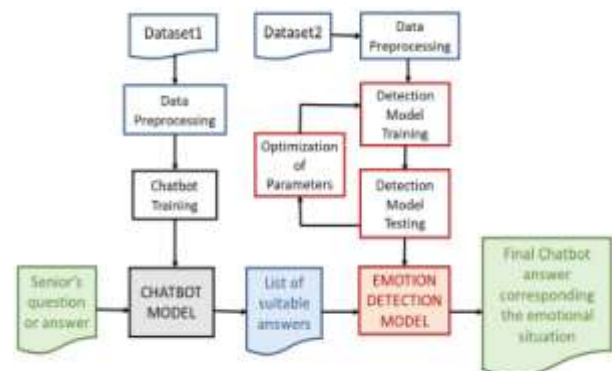 Dataset1
Dataset2
Data
Preprocessing
Data
Preprocessing
Detection
Model
Training
Optimization
of
Parameters
Chatbot
Training
Detection
Model
Testing
Senior's
question
or answer
CHATBOT
MODEL
List of
suitable
answers
EMOTION
DETECTION
MODEL
Final Chatbot
answer
corresponding
the emotional
situation